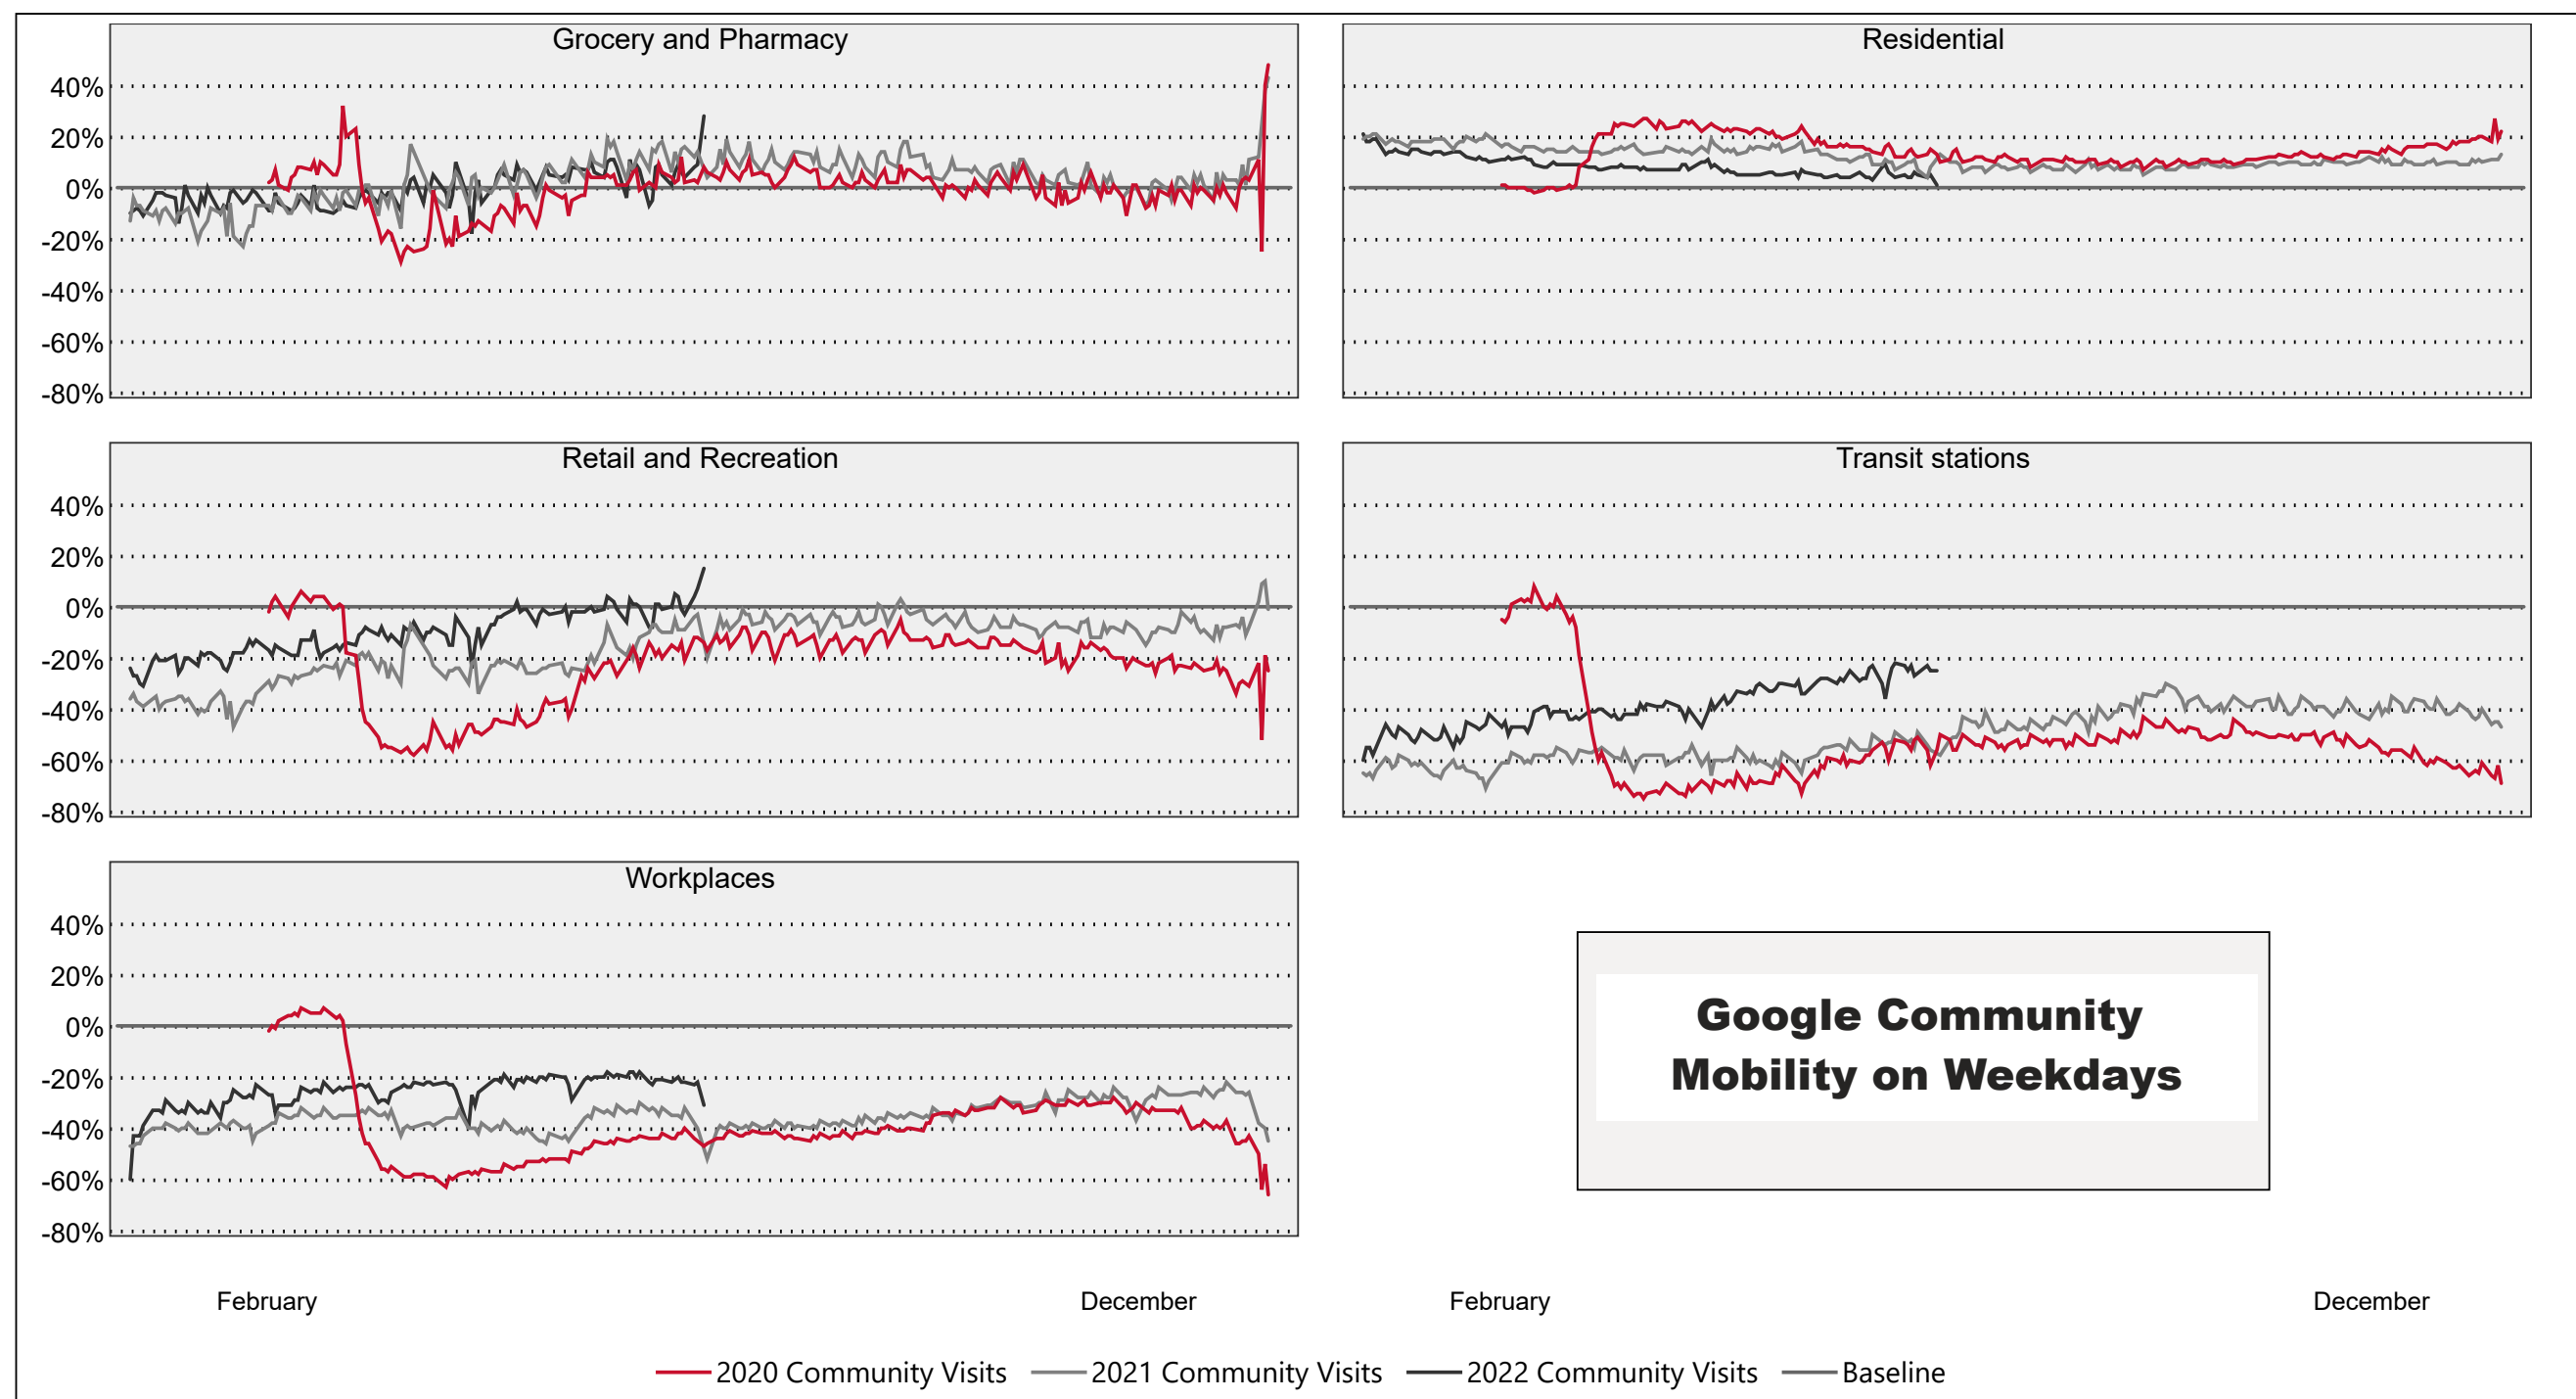 Grocery and Pharmacy
40%
20%
0%
-20%
-40%
-60%
-80%
Residential
Retail and Recreation
40%
20%
0%
-20%
-40%
-60%
-80%
Transit stations
Workplaces
40%
20%
0%
-20%
-40%
-60%
-80%
Google Community
Mobility on Weekdays
February December February December
2020 Community Visits 2021 Community Visits 2022 Community Visits Baseline